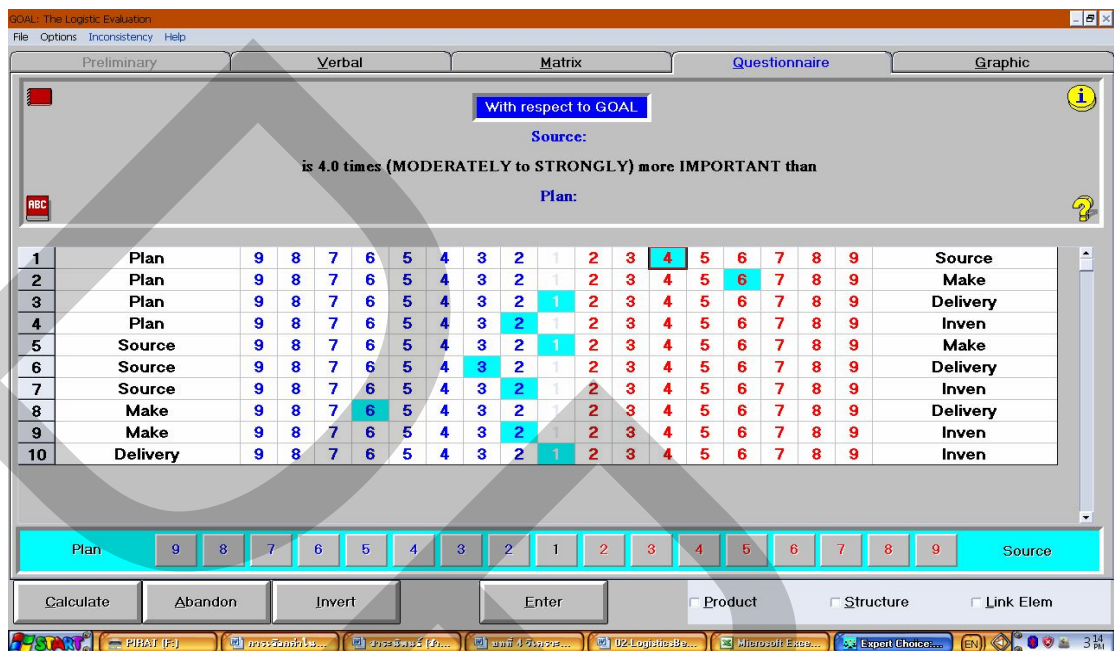 GOAL: The Logistic Evaluation
File Options Inconsistency Help
Preliminary Verbal Matrix Questionnaire Graphic
With respect to GOAL
Source:
is 4.0 times (MODERATELY to STRONGLY) more IMPORTANT than
Plan:
ABC
1 Plan 9 8 7 6 5 4 3 2 1 2 3 4 5 6 7 8 9 Source
2 Plan 9 8 7 6 5 4 3 2 1 2 3 4 5 6 7 8 9 Make
3 Plan 9 8 7 6 5 4 3 2 1 2 3 4 5 6 7 8 9 Delivery
4 Plan 9 8 7 6 5 4 3 2 1 2 3 4 5 6 7 8 9 Inven
5 Source 9 8 7 6 5 4 3 2 1 2 3 4 5 6 7 8 9 Make
6 Source 9 8 7 6 5 4 3 2 1 2 3 4 5 6 7 8 9 Delivery
7 Source 9 8 7 6 5 4 3 2 1 2 3 4 5 6 7 8 9 Inven
8 Make 9 8 7 6 5 4 3 2 1 2 3 4 5 6 7 8 9 Delivery
9 Make 9 8 7 6 5 4 3 2 1 2 3 4 5 6 7 8 9 Inven
10 Delivery 9 8 7 6 5 4 3 2 1 2 3 4 5 6 7 8 9 Inven
Plan 9 8 7 6 5 4 3 2 1 2 3 4 5 6 7 8 9 Source
Calculate Abandon Invert Enter Product Structure Link Elem
START PIRAT (F:) 02-LogisticsBe... Microsoft Exce... Expert Choice:... EN 3 14 PM